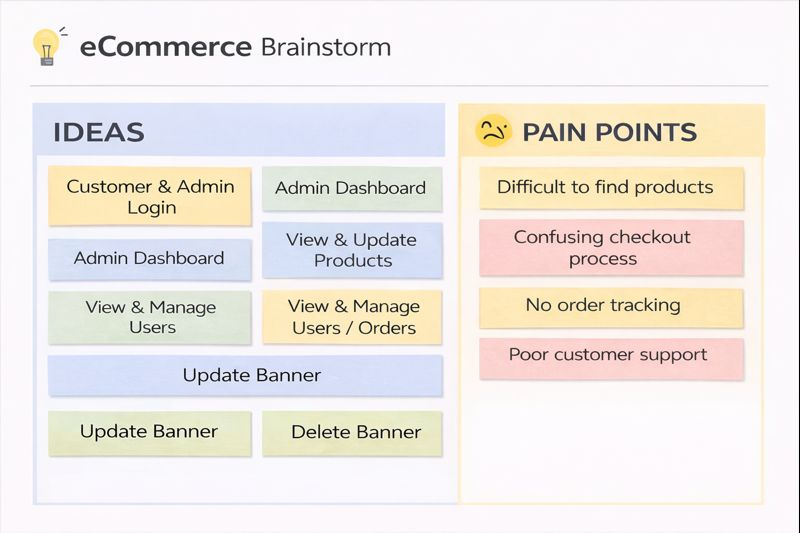 eCommerce Brainstorm
IDEAS
Customer & Admin
Login
Admin Dashboard
Admin Dashboard
View & Update
Products
View & Manage
Users
View & Manage
Users / Orders
Update Banner
Update Banner
Delete Banner
PAIN POINTS
Difficult to find products
Confusing checkout
process
No order tracking
Poor customer support